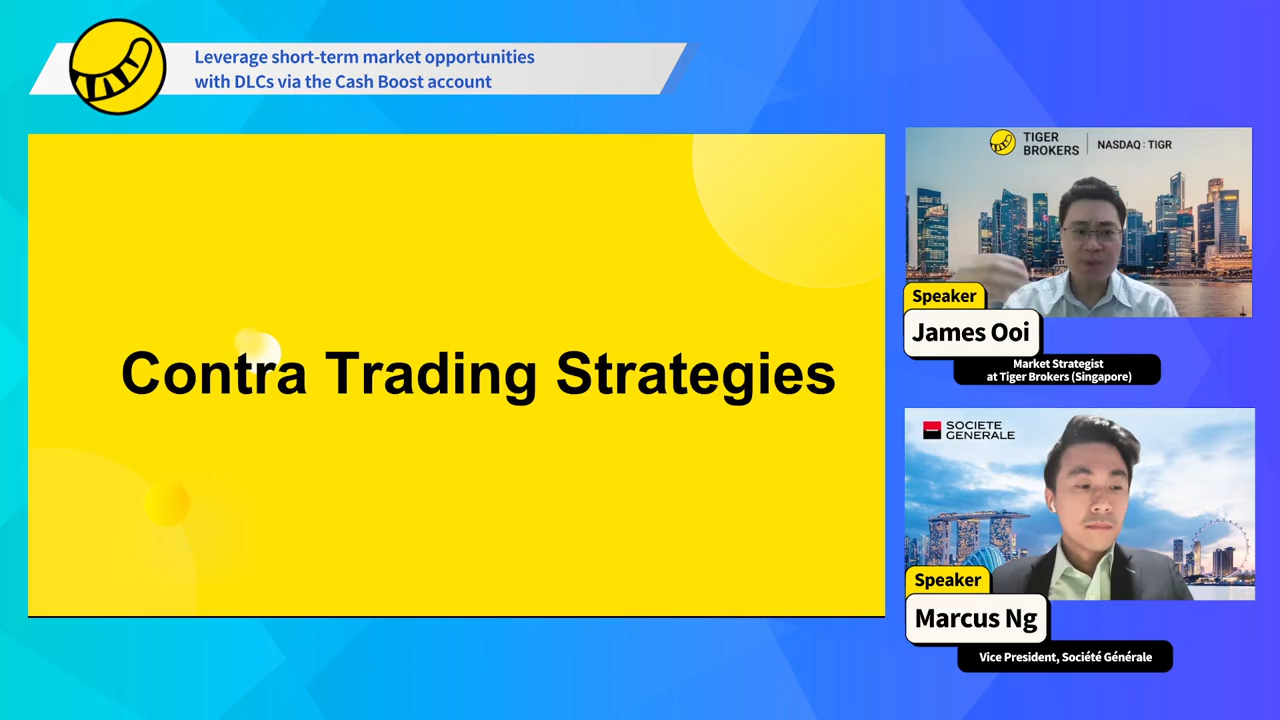 Leverage short-term market opportunities
with DLCs via the Cash Boost account
Contra Trading Strategies
TIGER
BROKERS
NASDAQ : TIGR
Speaker
James Ooi
Market Strategist
at Tiger Brokers (Singapore)
SOCIETE
GENERALE
Speaker
Marcus Ng
Vice President, Société Générale